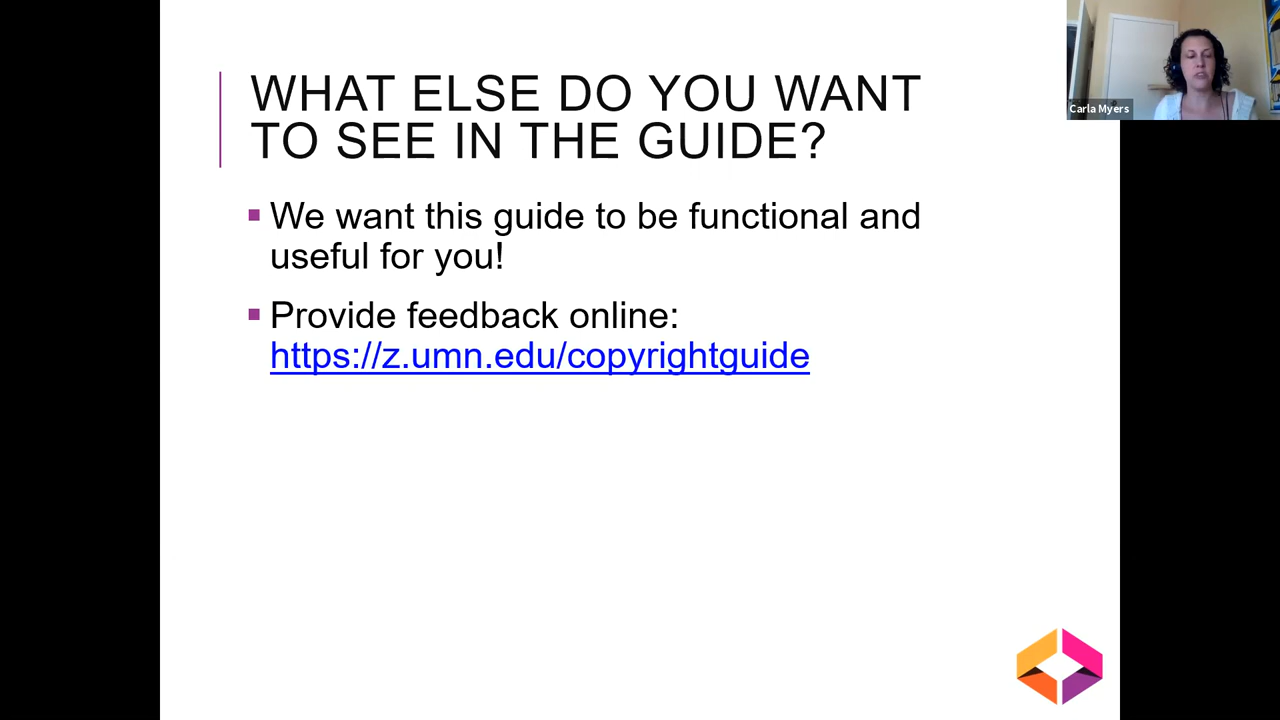 WHAT ELSE DO YOU WANT
TO SEE IN THE GUIDE?
We want this guide to be functional and
useful for you!
Provide feedback online:
https://z.umn.edu/copyrightguide
Carla Myers